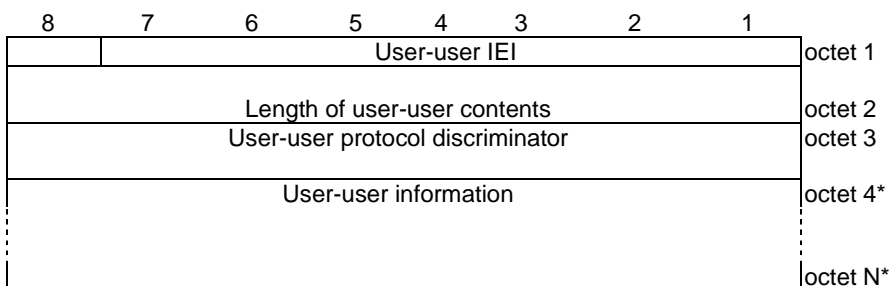 8 7 6 5 4 3 2 1
User-user IEI octet 1
Length of user-user contents octet 2
User-user protocol discriminator octet 3
User-user information octet 4*
octet N*